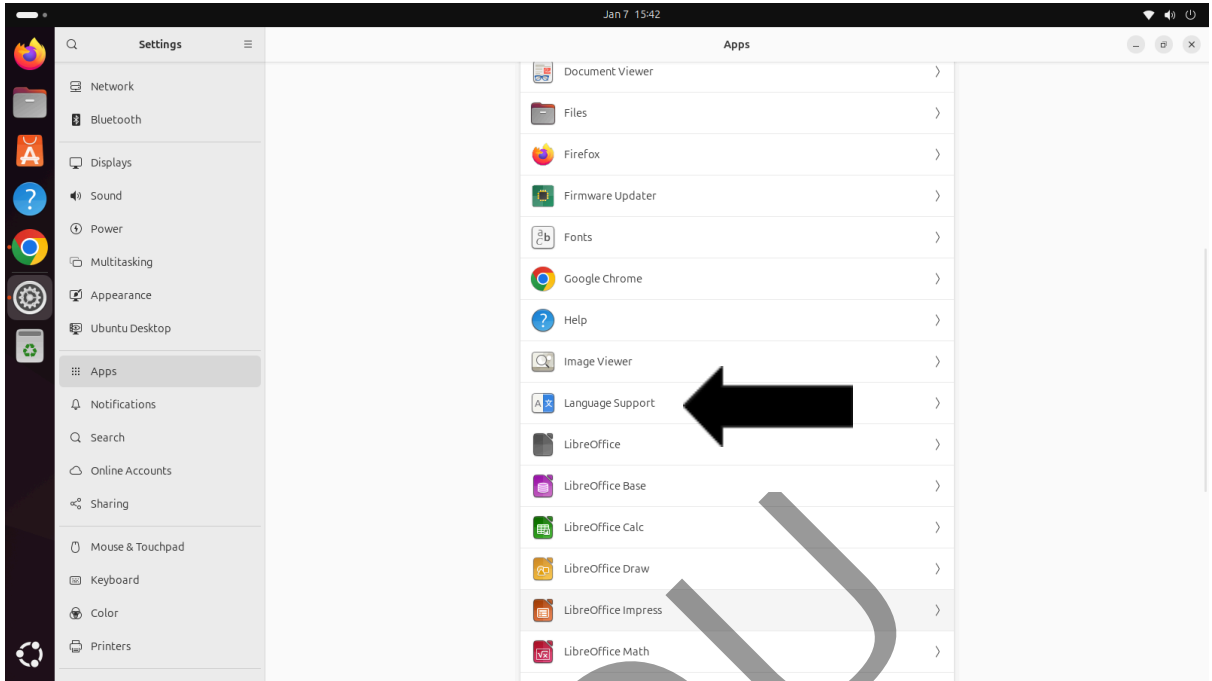 Jan 7 15:42
Settings
Apps
Network
Bluetooth
Displays
Sound
Power
Multitasking
Appearance
Ubuntu Desktop
Apps
Notifications
Search
Online Accounts
Sharing
Mouse & Touchpad
Keyboard
Color
Printers
Document Viewer
Files
Firefox
Firmware Updater
Fonts
Google Chrome
Help
Image Viewer
Language Support
LibreOffice
LibreOffice Base
LibreOffice Calc
LibreOffice Draw
LibreOffice Impress
LibreOffice Math